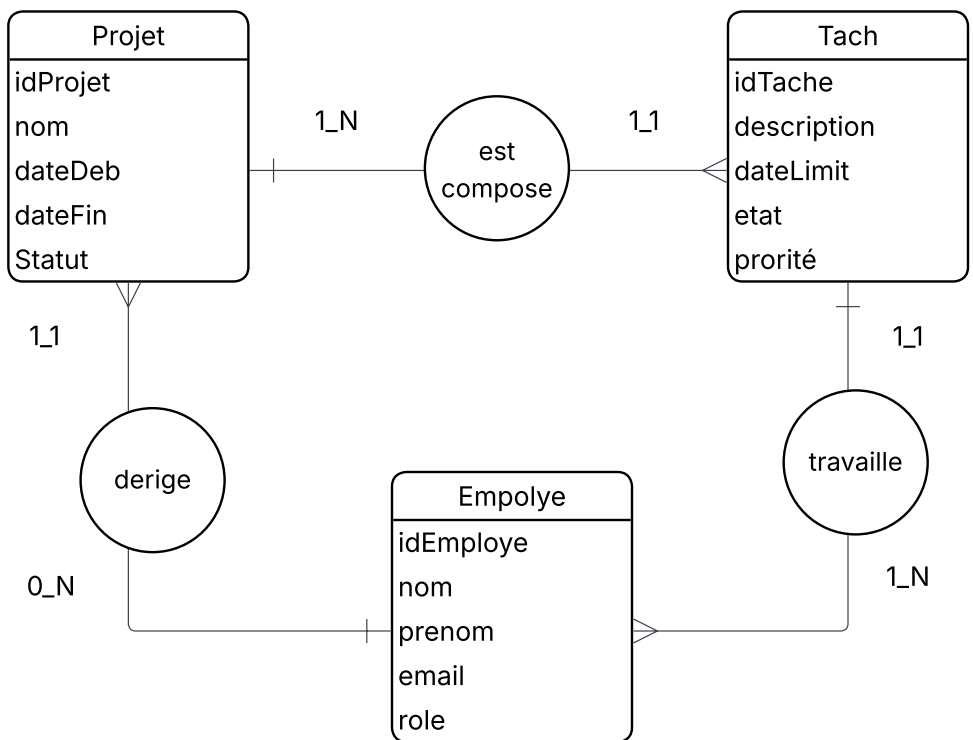 Projet
idProjet
nom
dateDeb
dateFin
Statut
1_N
est
compose
1_1
Tach
idTache
description
dateLimit
etat
prorité
1_1
derige
0_N
1_1
travaille
1_N
Empolye
idEmploye
nom
prenom
email
role